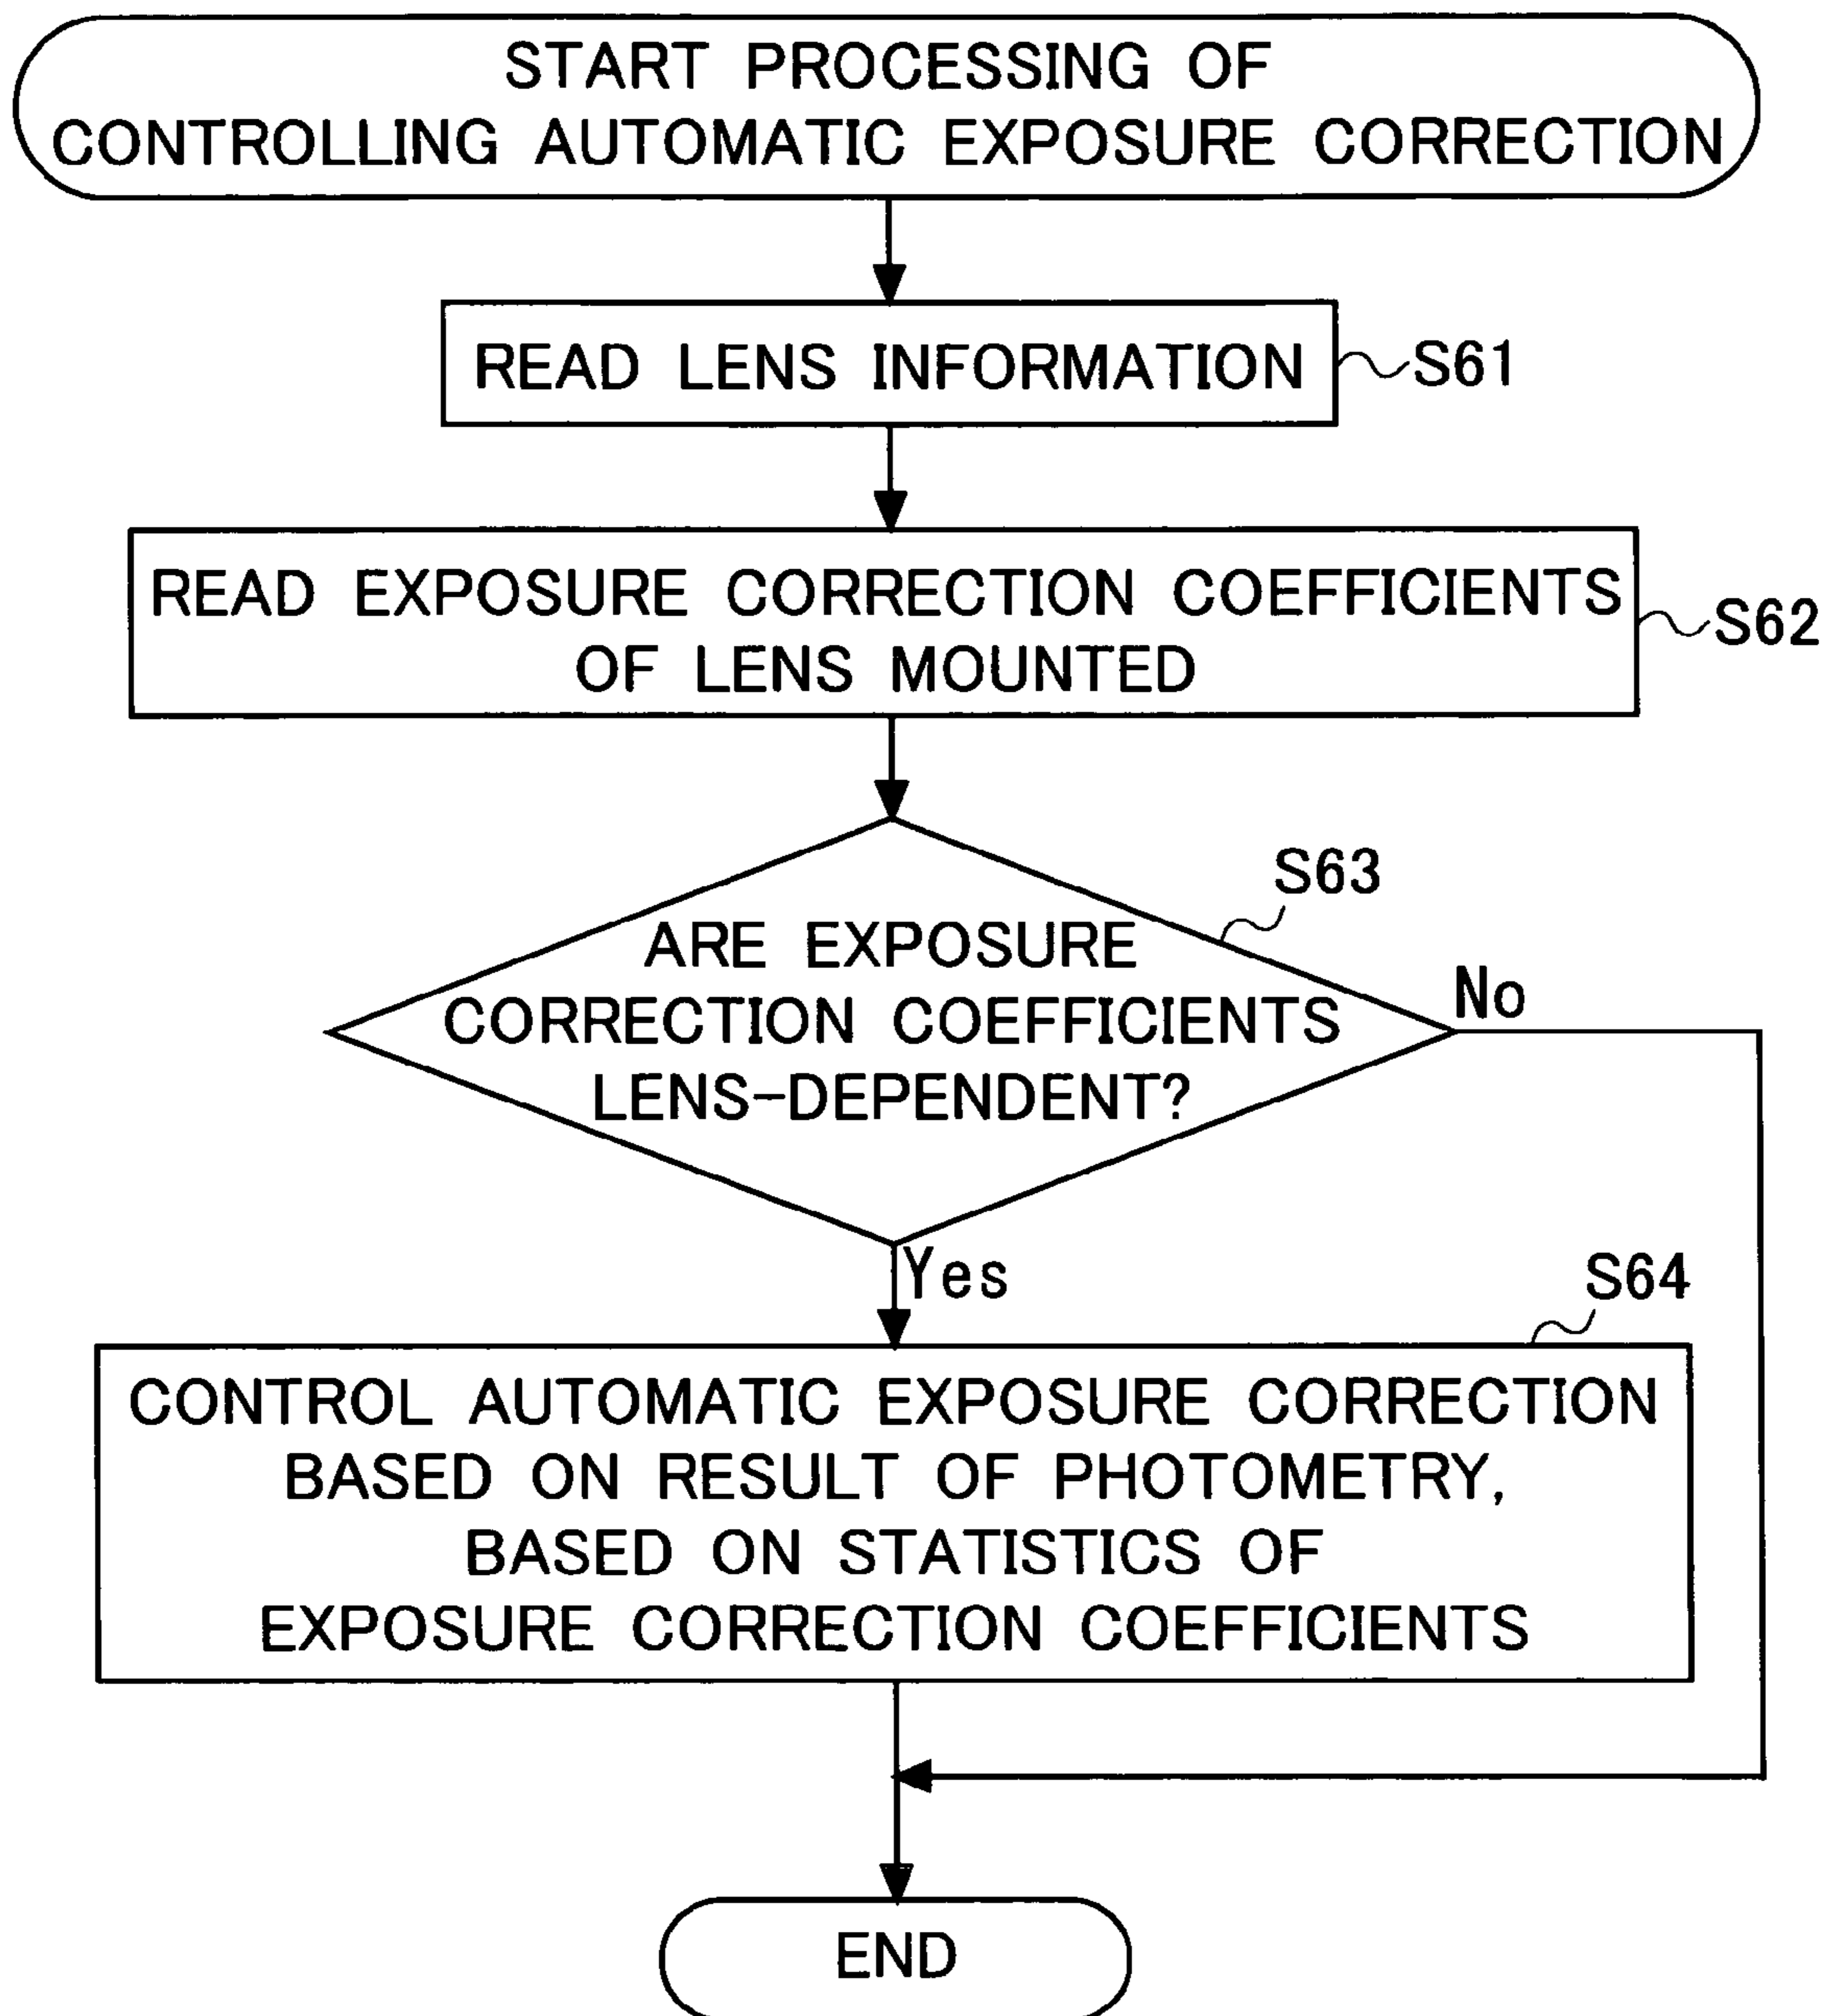 START PROCESSING OF
CONTROLLING AUTOMATIC EXPOSURE CORRECTION
READ LENS INFORMATION
S61
READ EXPOSURE CORRECTION COEFFICIENTS
OF LENS MOUNTED
S62
S63
ARE EXPOSURE
CORRECTION COEFFICIENTS
LENS-DEPENDENT?
No
Yes
S64
CONTROL AUTOMATIC EXPOSURE CORRECTION
BASED ON RESULT OF PHOTOMETRY,
BASED ON STATISTICS OF
EXPOSURE CORRECTION COEFFICIENTS
END